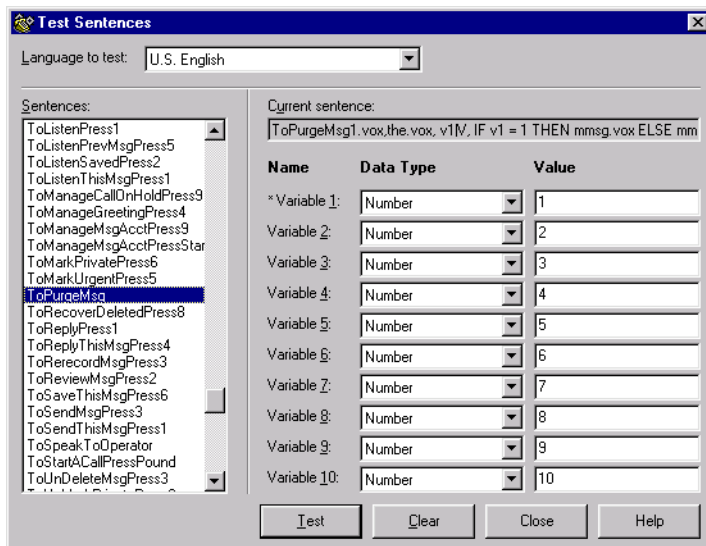 Test Sentences
Language to test: U.S. English
Sentences:
ToListenPress1
ToListenPrevMsgPress5
ToListenSavedPress2
ToListenThisMsgPress1
ToManageCallOnHoldPress9
ToManageGreetingPress4
ToManageMsgAcctPress9
ToManageMsgAcctPressStar
ToMarkPrivatePress6
ToMarkUrgentPress5
ToPurgeMsg
ToRecoverDeletedPress8
ToReplyPress1
ToReplyThisMsgPress4
ToRerecordMsgPress3
ToReviewMsgPress2
ToSaveThisMsgPress6
ToSendMsgPress3
ToSendThisMsgPress1
ToSpeakToOperator
ToStartACallPressPound
ToUnDeleteMsgPress3
Current sentence:
ToPurgeMsg1.vox,the.vox, v1|V, IF v1 = 1 THEN mmsg.vox ELSE mm
Name Data Type Value
* Variable 1: Number 1
Variable 2: Number 2
Variable 3: Number 3
Variable 4: Number 4
Variable 5: Number 5
Variable 6: Number 6
Variable 7: Number 7
Variable 8: Number 8
Variable 9: Number 9
Variable 10: Number 10
Test Clear Close Help